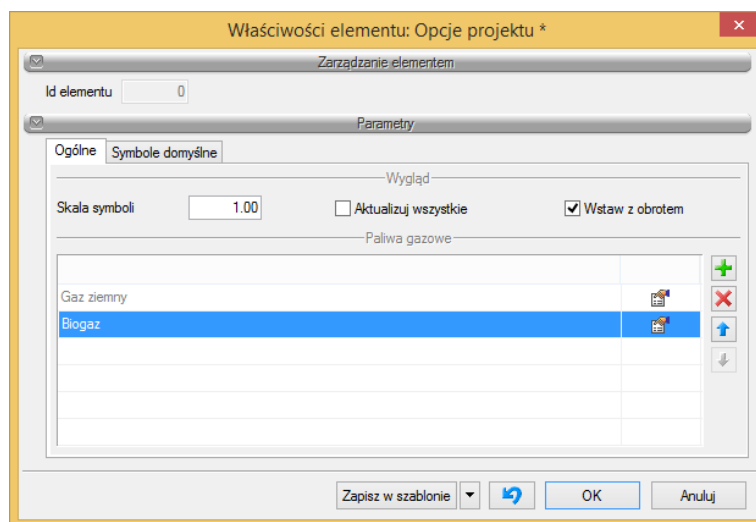 Właściwości elementu: Opcje projektu *
Zarządzanie elementem
Id elementu 0
Parametry
Ogólne Symbole domyślne
Wygląd
Skala symboli 1.00 Aktualizuj wszystkie Wstaw z obrotem
Paliwa gazowe
Gaz ziemny
Biogaz
Zapisz w szablonie OK Anuluj